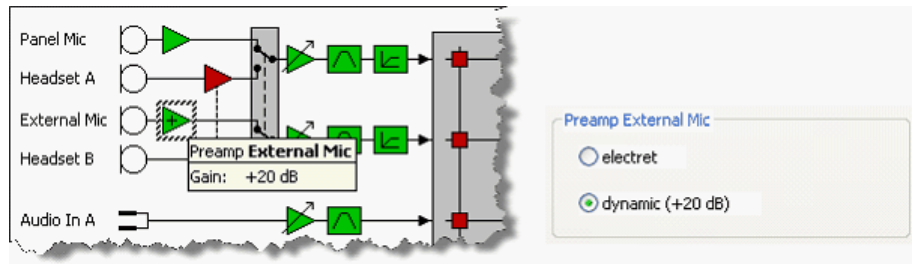 Panel Mic
Headset A
External Mic
Headset B
Preamp External Mic
Gain: +20 dB
Audio In A
Preamp External Mic
electret
dynamic (+20 dB)